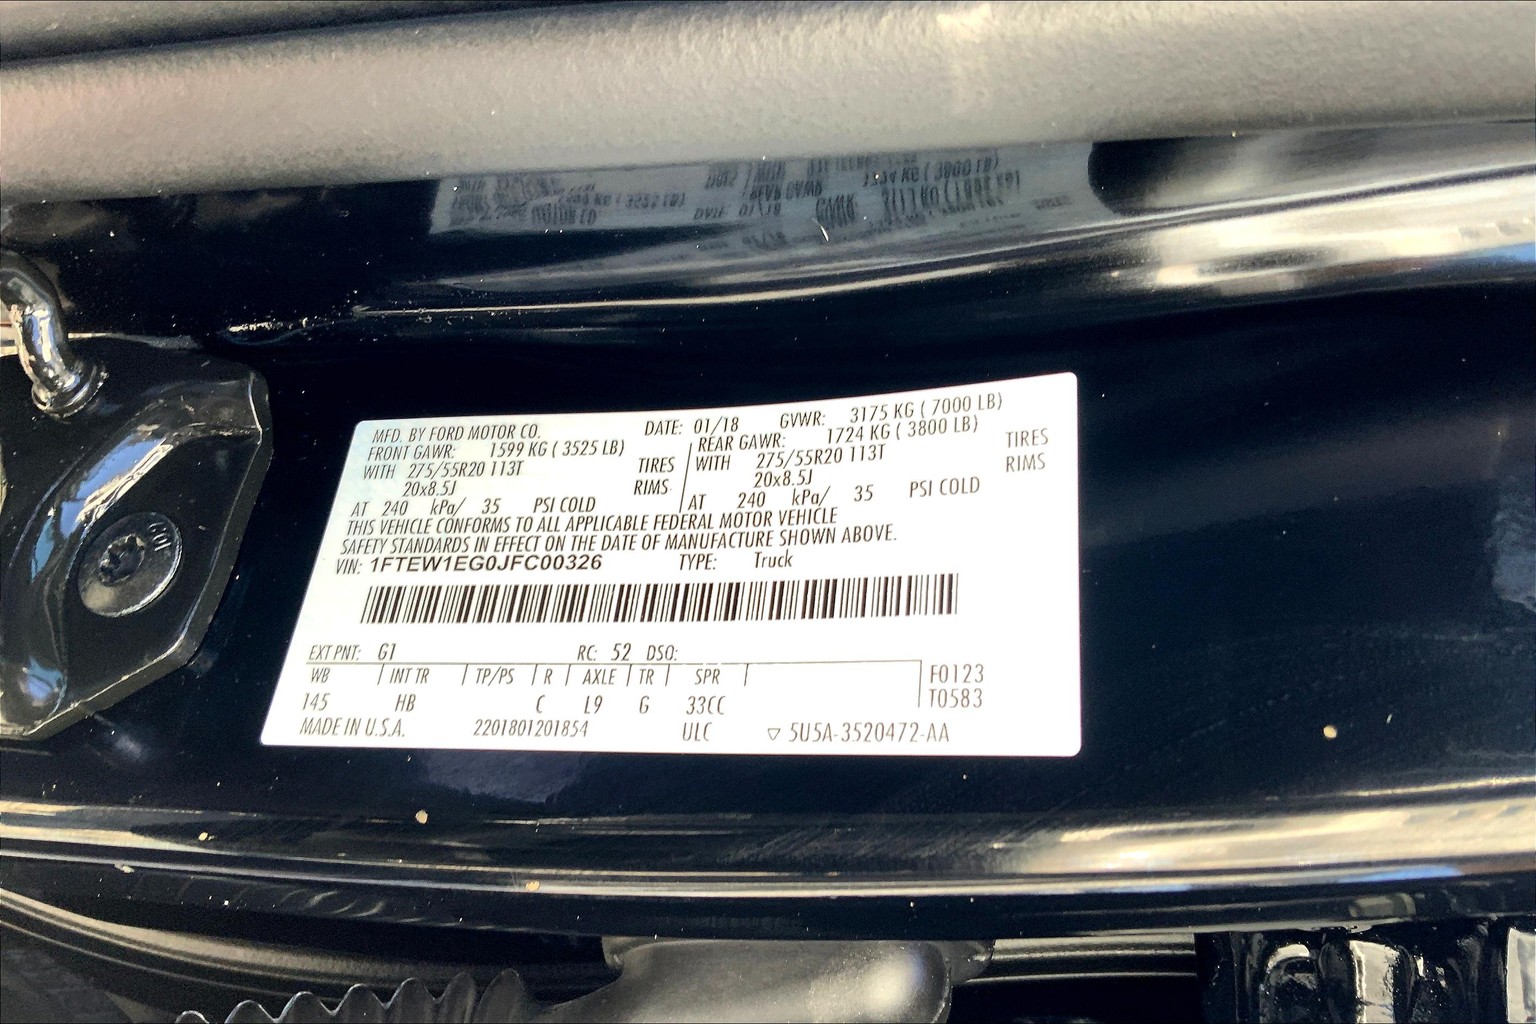 MFD. BY FORD MOTOR CO. DATE: 01/18 GVWR: 3175 KG ( 7000 LB)
FRONT GAWR: 1599 KG ( 3525 LB) REAR GAWR: 1724 KG ( 3800 LB)
WITH 275/55R20 113T TIRES WITH 275/55R20 113T TIRES
20x8.5J RIMS 20x8.5J RIMS
AT 240 kPa/ 35 PSI COLD AT 240 kPa/ 35 PSI COLD
THIS VEHICLE CONFORMS TO ALL APPLICABLE FEDERAL MOTOR VEHICLE
SAFETY STANDARDS IN EFFECT ON THE DATE OF MANUFACTURE SHOWN ABOVE.
VIN: 1FTEW1EG0JFC00326 TYPE: Truck
EXT PNT: G1 RC: 52 DSO:
WB INT TR TP/PS R AXLE TR SPR F0123
145 HB C L9 G 33CC T0583
MADE IN U.S.A. 2201801201854 ULC ▽ 5U5A-3520472-AA